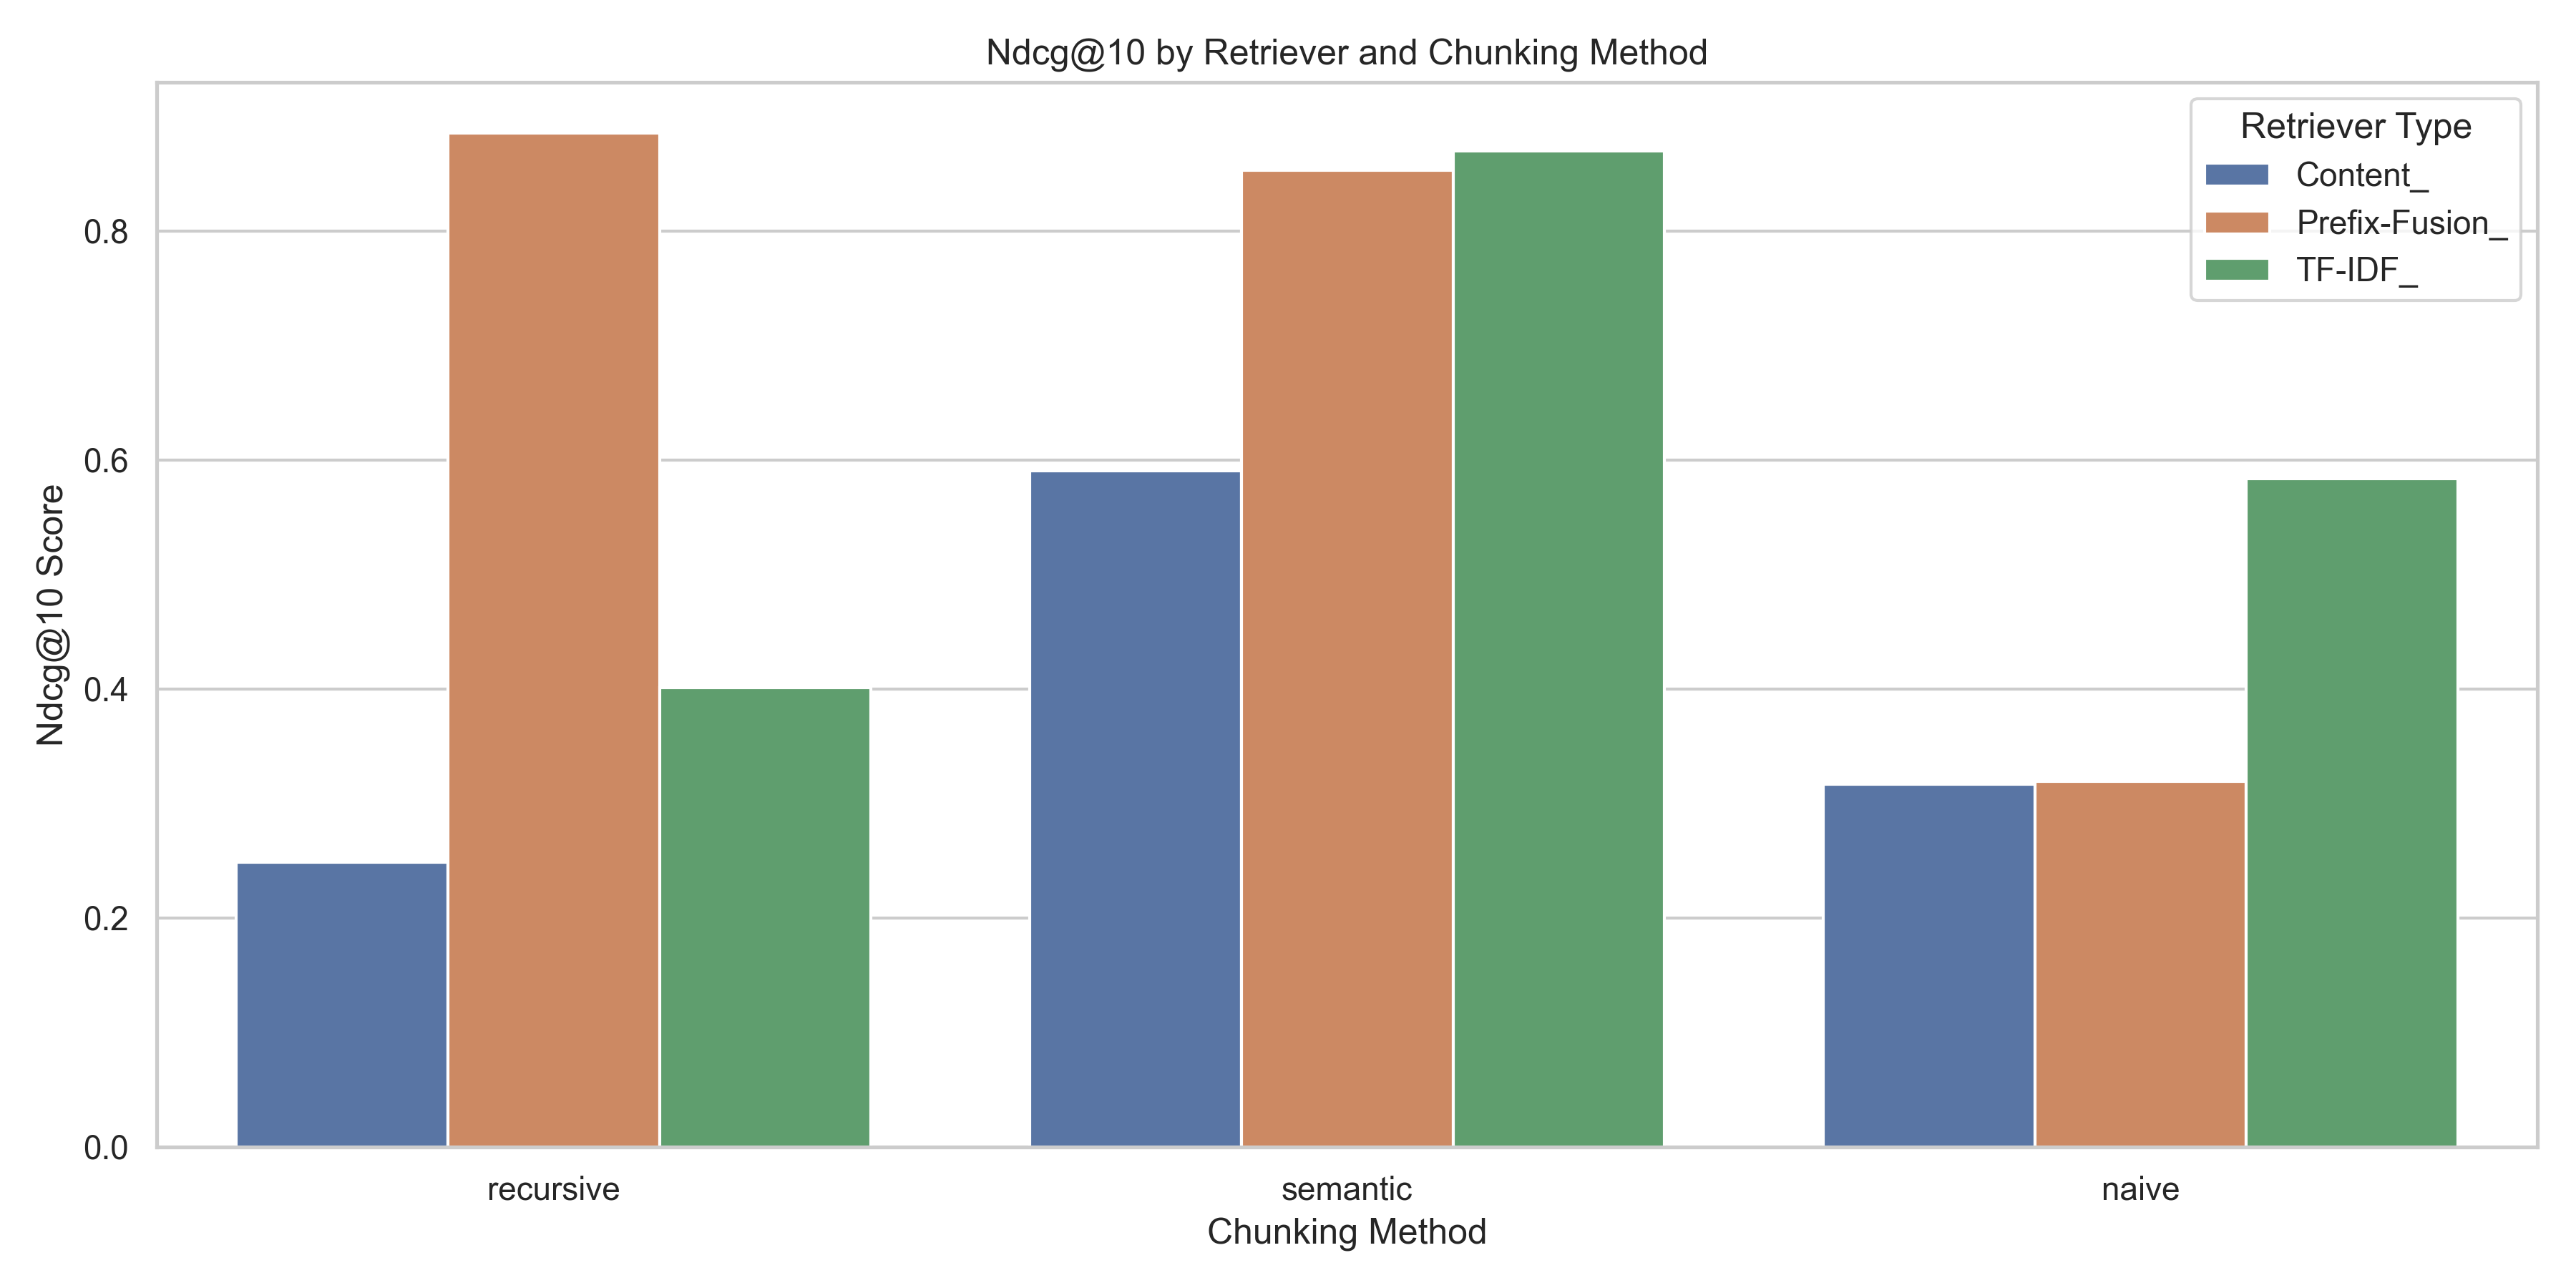 Ndcg@10 by Retriever and Chunking Method
Retriever Type
Content_
Prefix-Fusion_
TF-IDF_
Ndcg@10 Score
0.8
0.6
0.4
0.2
0.0
recursive
semantic
naive
Chunking Method